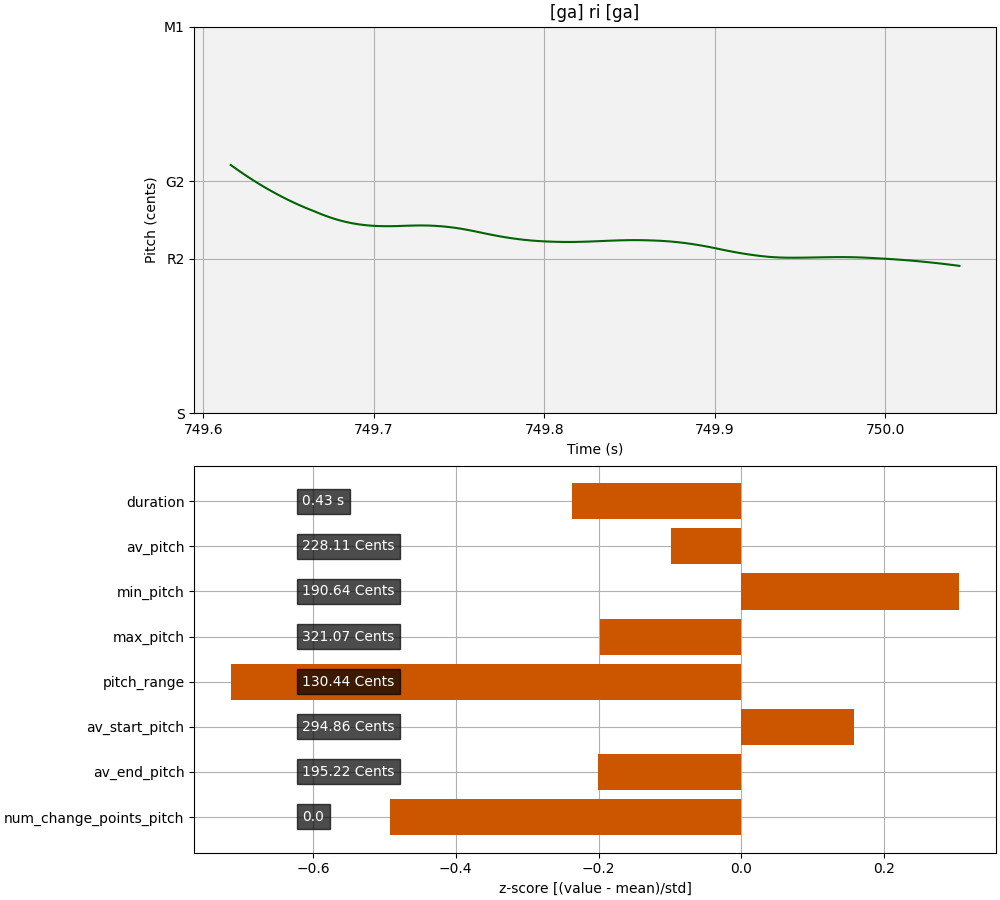 [ga] ri [ga]
M1
G2
R2
S
Pitch (cents)
749.6 749.7 749.8 749.9 750.0
Time (s)
duration 0.43 s
av_pitch 228.11 Cents
min_pitch 190.64 Cents
max_pitch 321.07 Cents
pitch_range 130.44 Cents
av_start_pitch 294.86 Cents
av_end_pitch 195.22 Cents
num_change_points_pitch 0.0
−0.6 −0.4 −0.2 0.0 0.2
z-score [(value - mean)/std]